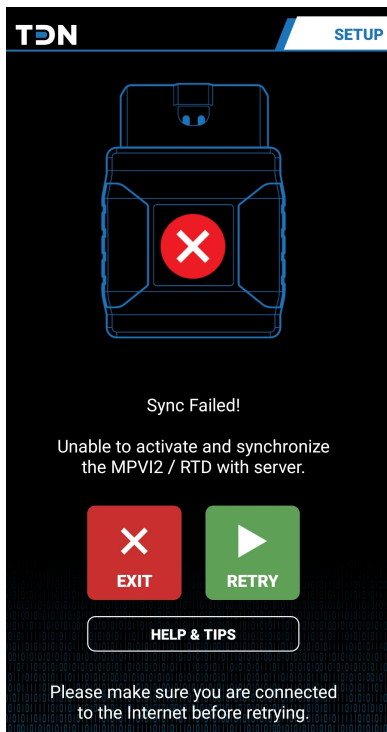 TDN
SETUP
Sync Failed!
Unable to activate and synchronize
the MPVI2 / RTD with server.
EXIT
RETRY
HELP & TIPS
Please make sure you are connected
to the Internet before retrying.